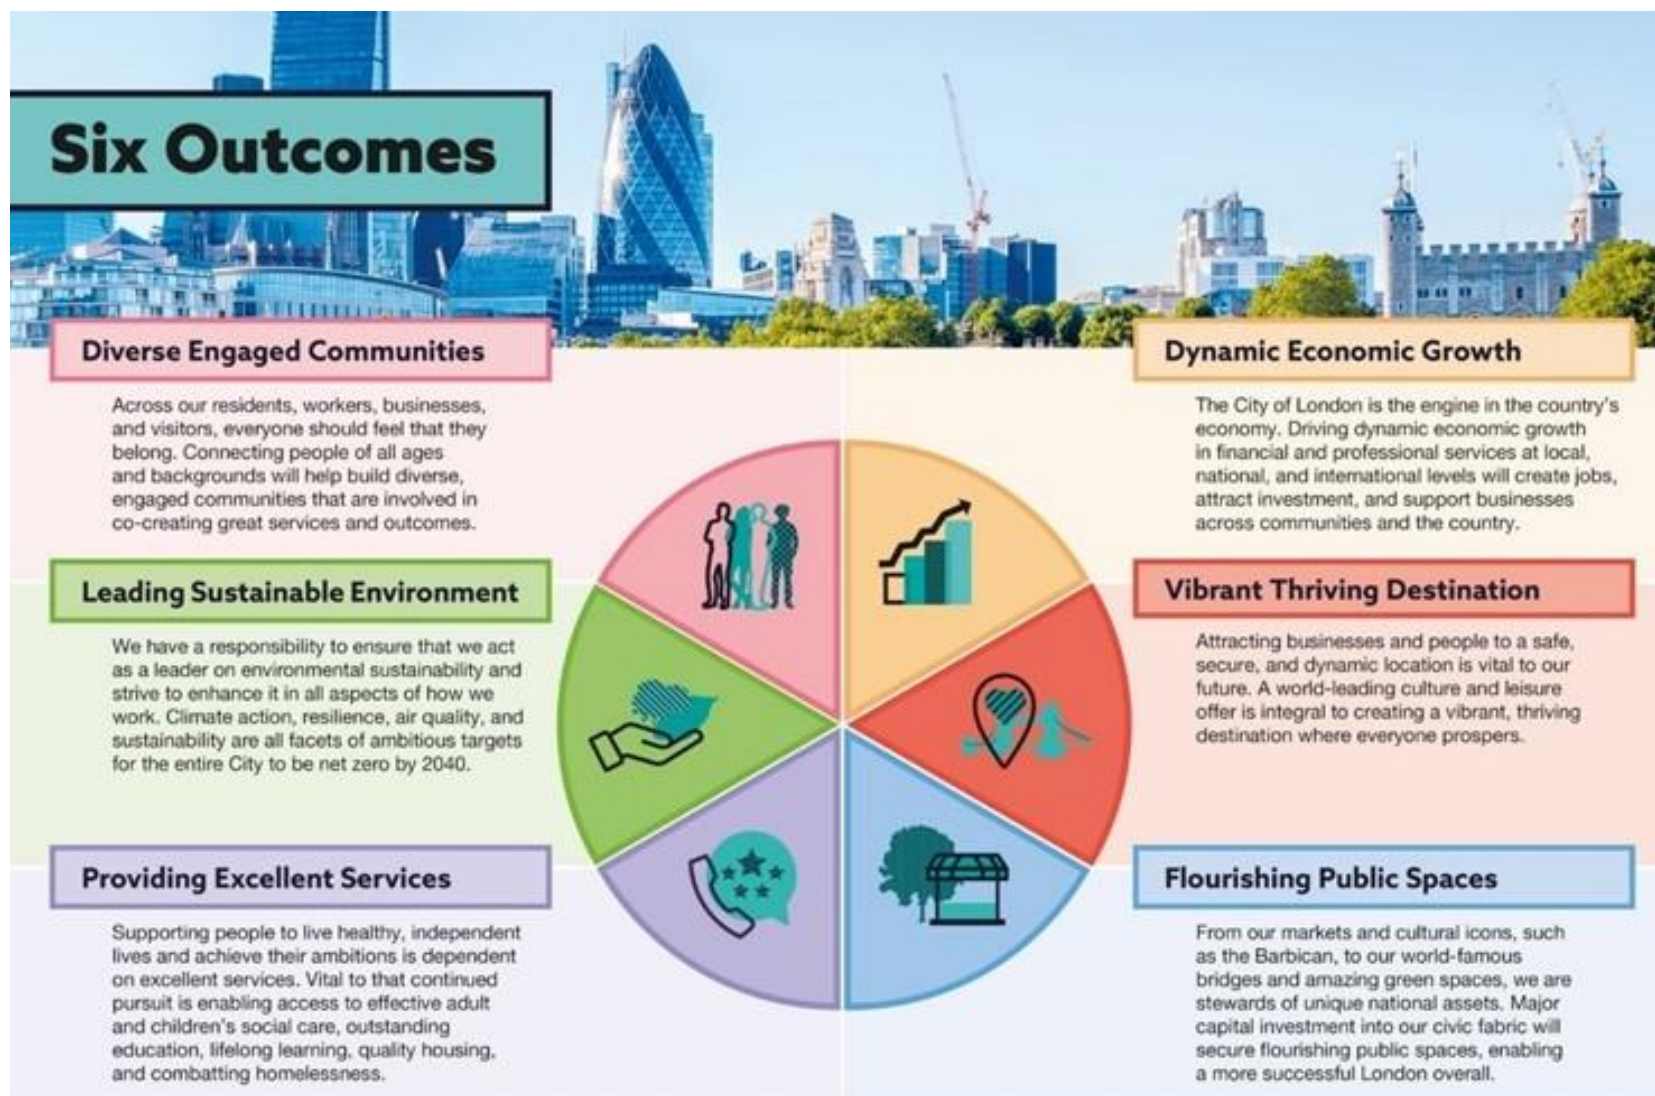 Six Outcomes
Diverse Engaged Communities
Across our residents, workers, businesses,
and visitors, everyone should feel that they
belong. Connecting people of all ages
and backgrounds will help build diverse,
engaged communities that are involved in
co-creating great services and outcomes.
Leading Sustainable Environment
We have a responsibility to ensure that we act
as a leader on environmental sustainability and
strive to enhance it in all aspects of how we
work. Climate action, resilience, air quality, and
sustainability are all facets of ambitious targets
for the entire City to be net zero by 2040.
Providing Excellent Services
Supporting people to live healthy, independent
lives and achieve their ambitions is dependent
on excellent services. Vital to that continued
pursuit is enabling access to effective adult
and children's social care, outstanding
education, lifelong learning, quality housing,
and combatting homelessness.
Dynamic Economic Growth
The City of London is the engine in the country's
economy. Driving dynamic economic growth
in financial and professional services at local,
national, and international levels will create jobs,
attract investment, and support businesses
across communities and the country.
Vibrant Thriving Destination
Attracting businesses and people to a safe,
secure, and dynamic location is vital to our
future. A world-leading culture and leisure
offer is integral to creating a vibrant, thriving
destination where everyone prospers.
Flourishing Public Spaces
From our markets and cultural icons, such
as the Barbican, to our world-famous
bridges and amazing green spaces, we are
stewards of unique national assets. Major
capital investment into our civic fabric will
secure flourishing public spaces, enabling
a more successful London overall.